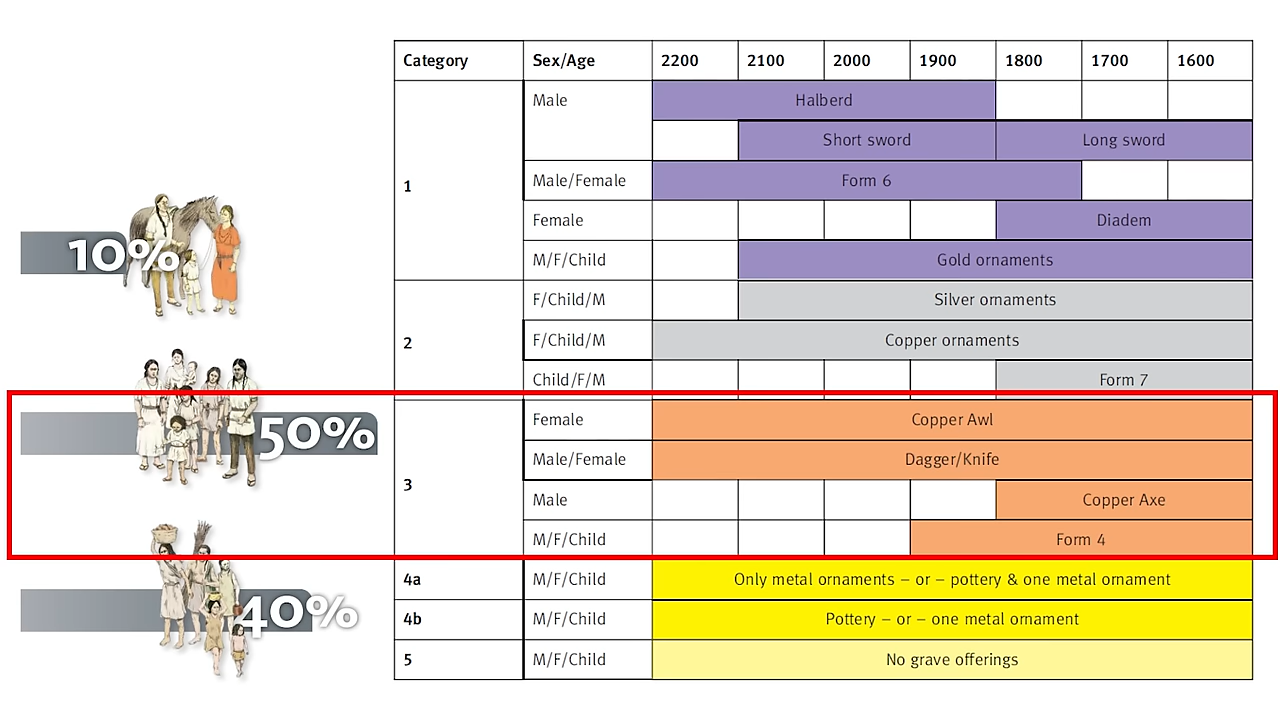 Category Sex/Age 2200 2100 2000 1900 1800 1700 1600
1
Male Halberd
Short sword Long sword
Male/Female Form 6
Female Diadem
M/F/Child Gold ornaments
10%
2
F/Child/M Silver ornaments
F/Child/M Copper ornaments
Child/F/M Form 7
50%
3
Female Copper Awl
Male/Female Dagger/Knife
Male Copper Axe
M/F/Child Form 4
40%
4a M/F/Child Only metal ornaments – or – pottery & one metal ornament
4b M/F/Child Pottery – or – one metal ornament
5 M/F/Child No grave offerings